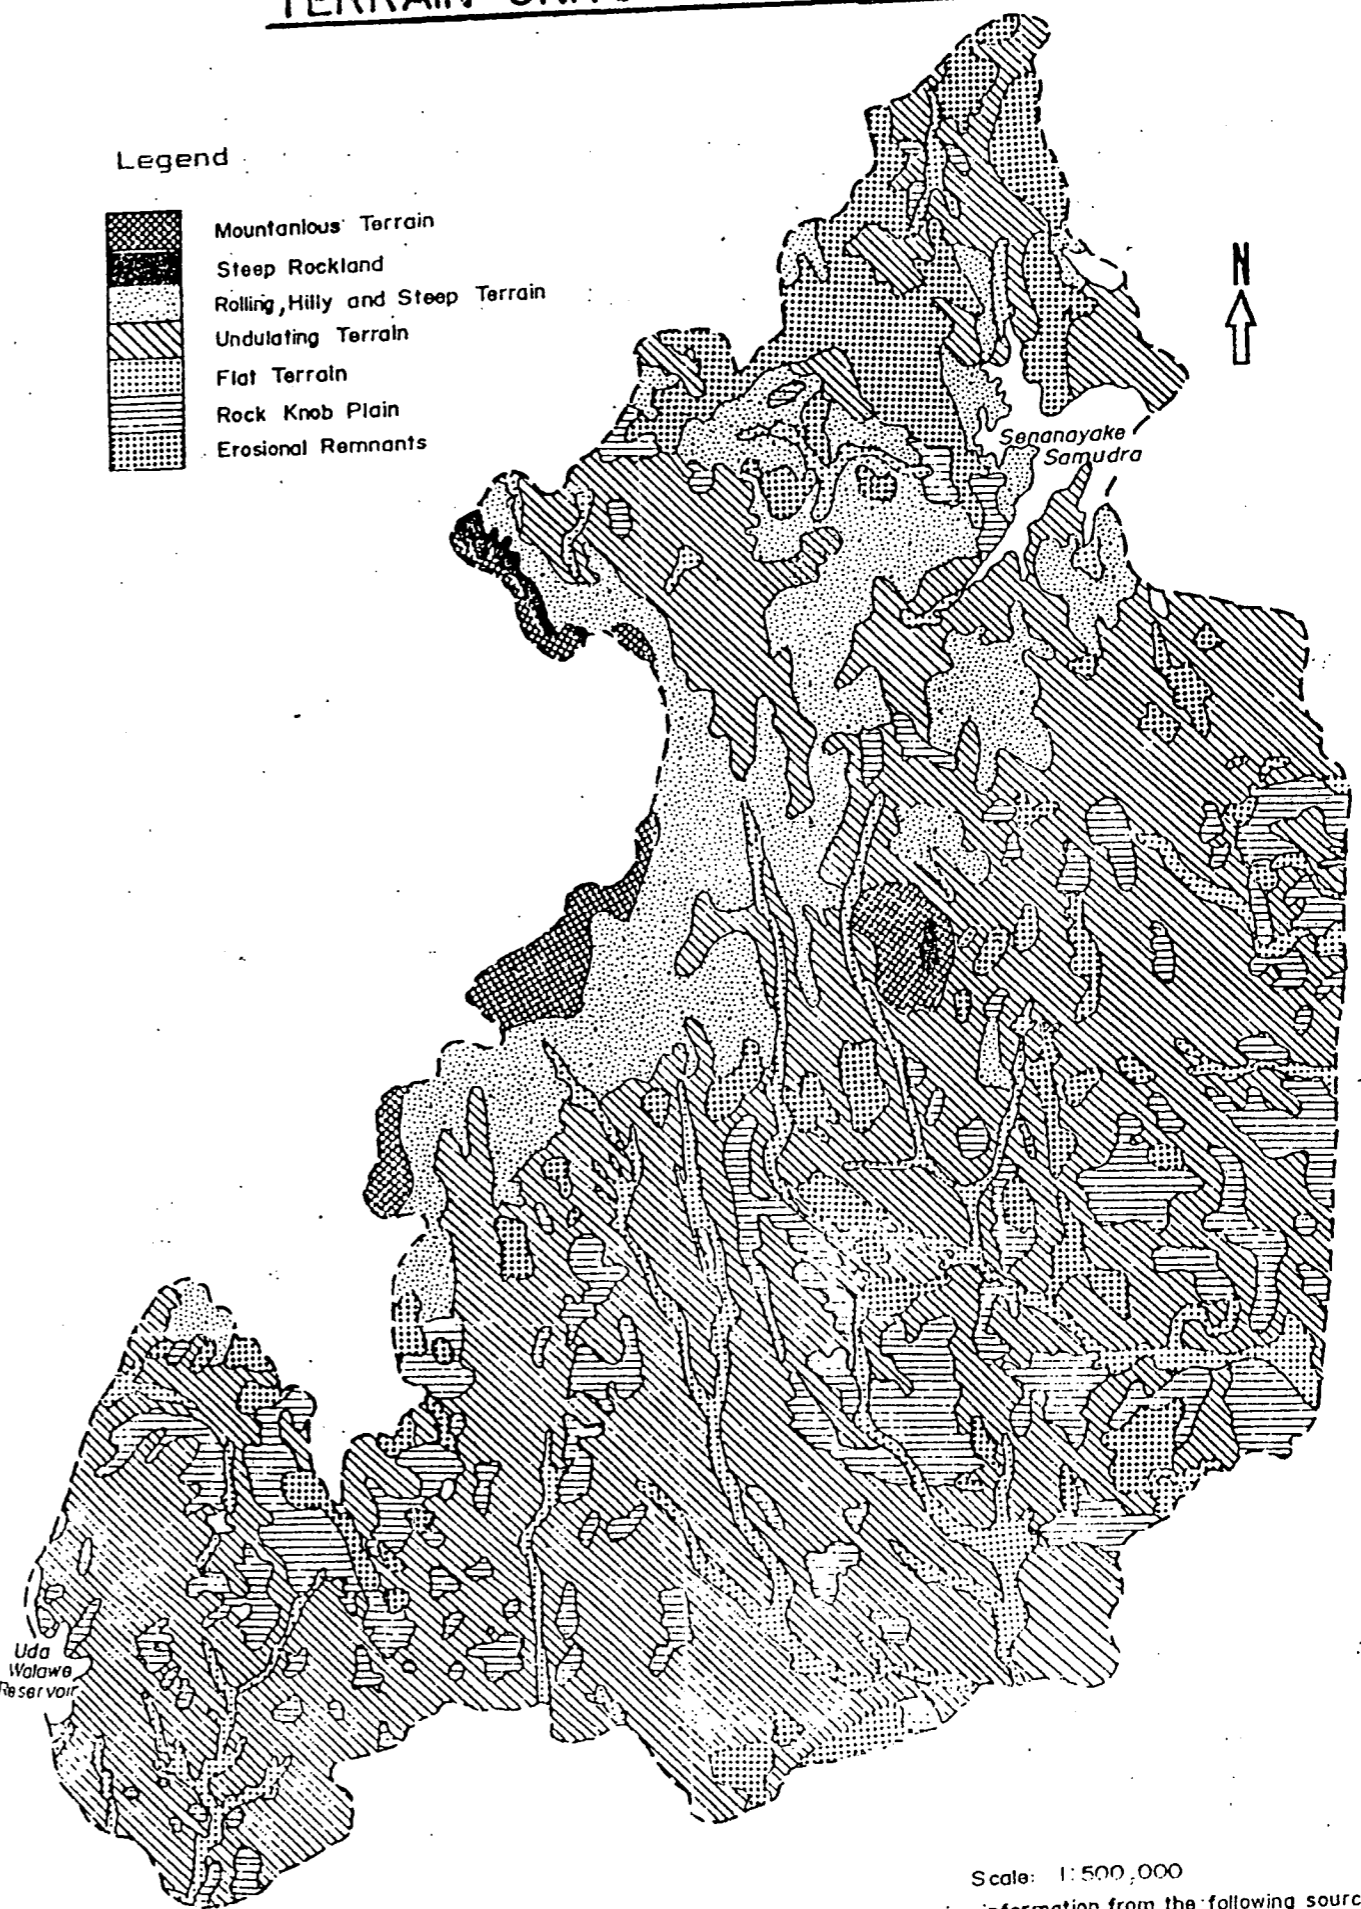 TERRAIN
Legend
Mountanious Terrain
Steep Rockland
Rolling, Hilly and Steep Terrain
Undulating Terrain
Flat Terrain
Rock Knob Plain
Erosional Remnants
N
Senanayake
Samudra
Uda
Walawe
Reservoir
Scale: 1:500,000
information from the following